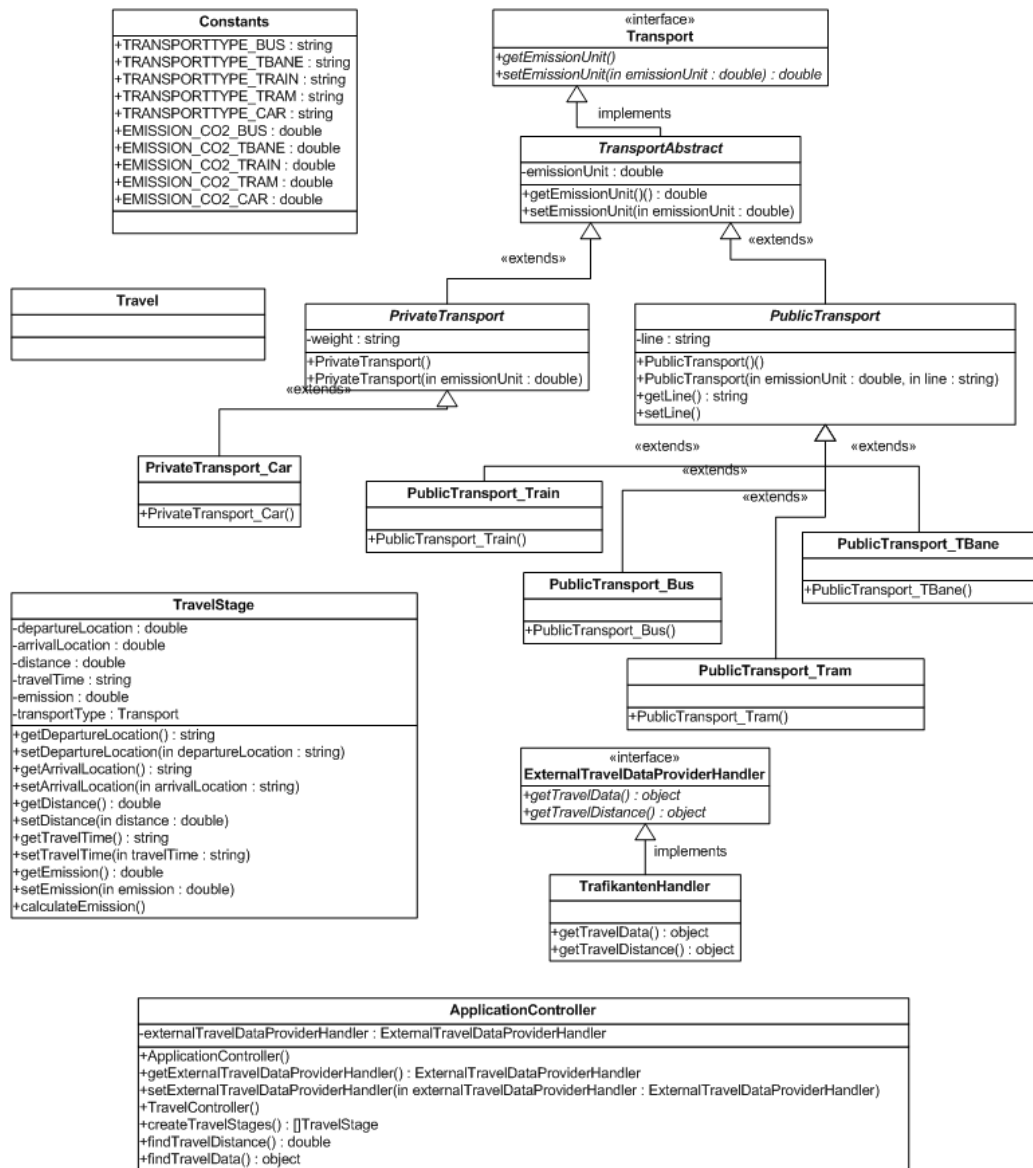 Constants
+TRANSPORTTYPE_BUS : string
+TRANSPORTTYPE_TBANE : string
+TRANSPORTTYPE_TRAIN : string
+TRANSPORTTYPE_TRAM : string
+TRANSPORTTYPE_CAR : string
+EMISSION_CO2_BUS : double
+EMISSION_CO2_TBANE : double
+EMISSION_CO2_TRAIN : double
+EMISSION_CO2_TRAM : double
+EMISSION_CO2_CAR : double
«interface»
Transport
+getEmissionUnit()
+setEmissionUnit(in emissionUnit : double) : double
implements
TransportAbstract
-emissionUnit : double
+getEmissionUnit()() : double
+setEmissionUnit(in emissionUnit : double)
«extends»
«extends»
Travel
PrivateTransport
-weight : string
+PrivateTransport()
+PrivateTransport(in emissionUnit : double)
«extends»
PublicTransport
-line : string
+PublicTransport()()
+PublicTransport(in emissionUnit : double, in line : string)
+getLine() : string
+setLine()
«extends»
«extends»
«extends»
«extends»
PrivateTransport_Car
+PrivateTransport_Car()
PublicTransport_Train
+PublicTransport_Train()
PublicTransport_TBane
+PublicTransport_TBane()
PublicTransport_Bus
+PublicTransport_Bus()
PublicTransport_Tram
+PublicTransport_Tram()
TravelStage
-departureLocation : double
-arrivalLocation : double
-distance : double
-travelTime : string
-emission : double
-transportType : Transport
+getDepartureLocation() : string
+setDepartureLocation(in departureLocation : string)
+getArrivalLocation() : string
+setArrivalLocation(in arrivalLocation : string)
+getDistance() : double
+setDistance(in distance : double)
+getTravelTime() : string
+setTravelTime(in travelTime : string)
+getEmission() : double
+setEmission(in emission : double)
+calculateEmission()
«interface»
ExternalTravelDataProviderHandler
+getTravelData() : object
+getTravelDistance() : object
implements
TrafikantenHandler
+getTravelData() : object
+getTravelDistance() : object
ApplicationController
-externalTravelDataProviderHandler : ExternalTravelDataProviderHandler
+ApplicationController()
+getExternalTravelDataProviderHandler() : ExternalTravelDataProviderHandler
+setExternalTravelDataProviderHandler(in externalTravelDataProviderHandler : ExternalTravelDataProviderHandler)
+TravelController()
+createTravelStages() : []TravelStage
+findTravelDistance() : double
+findTravelData() : object